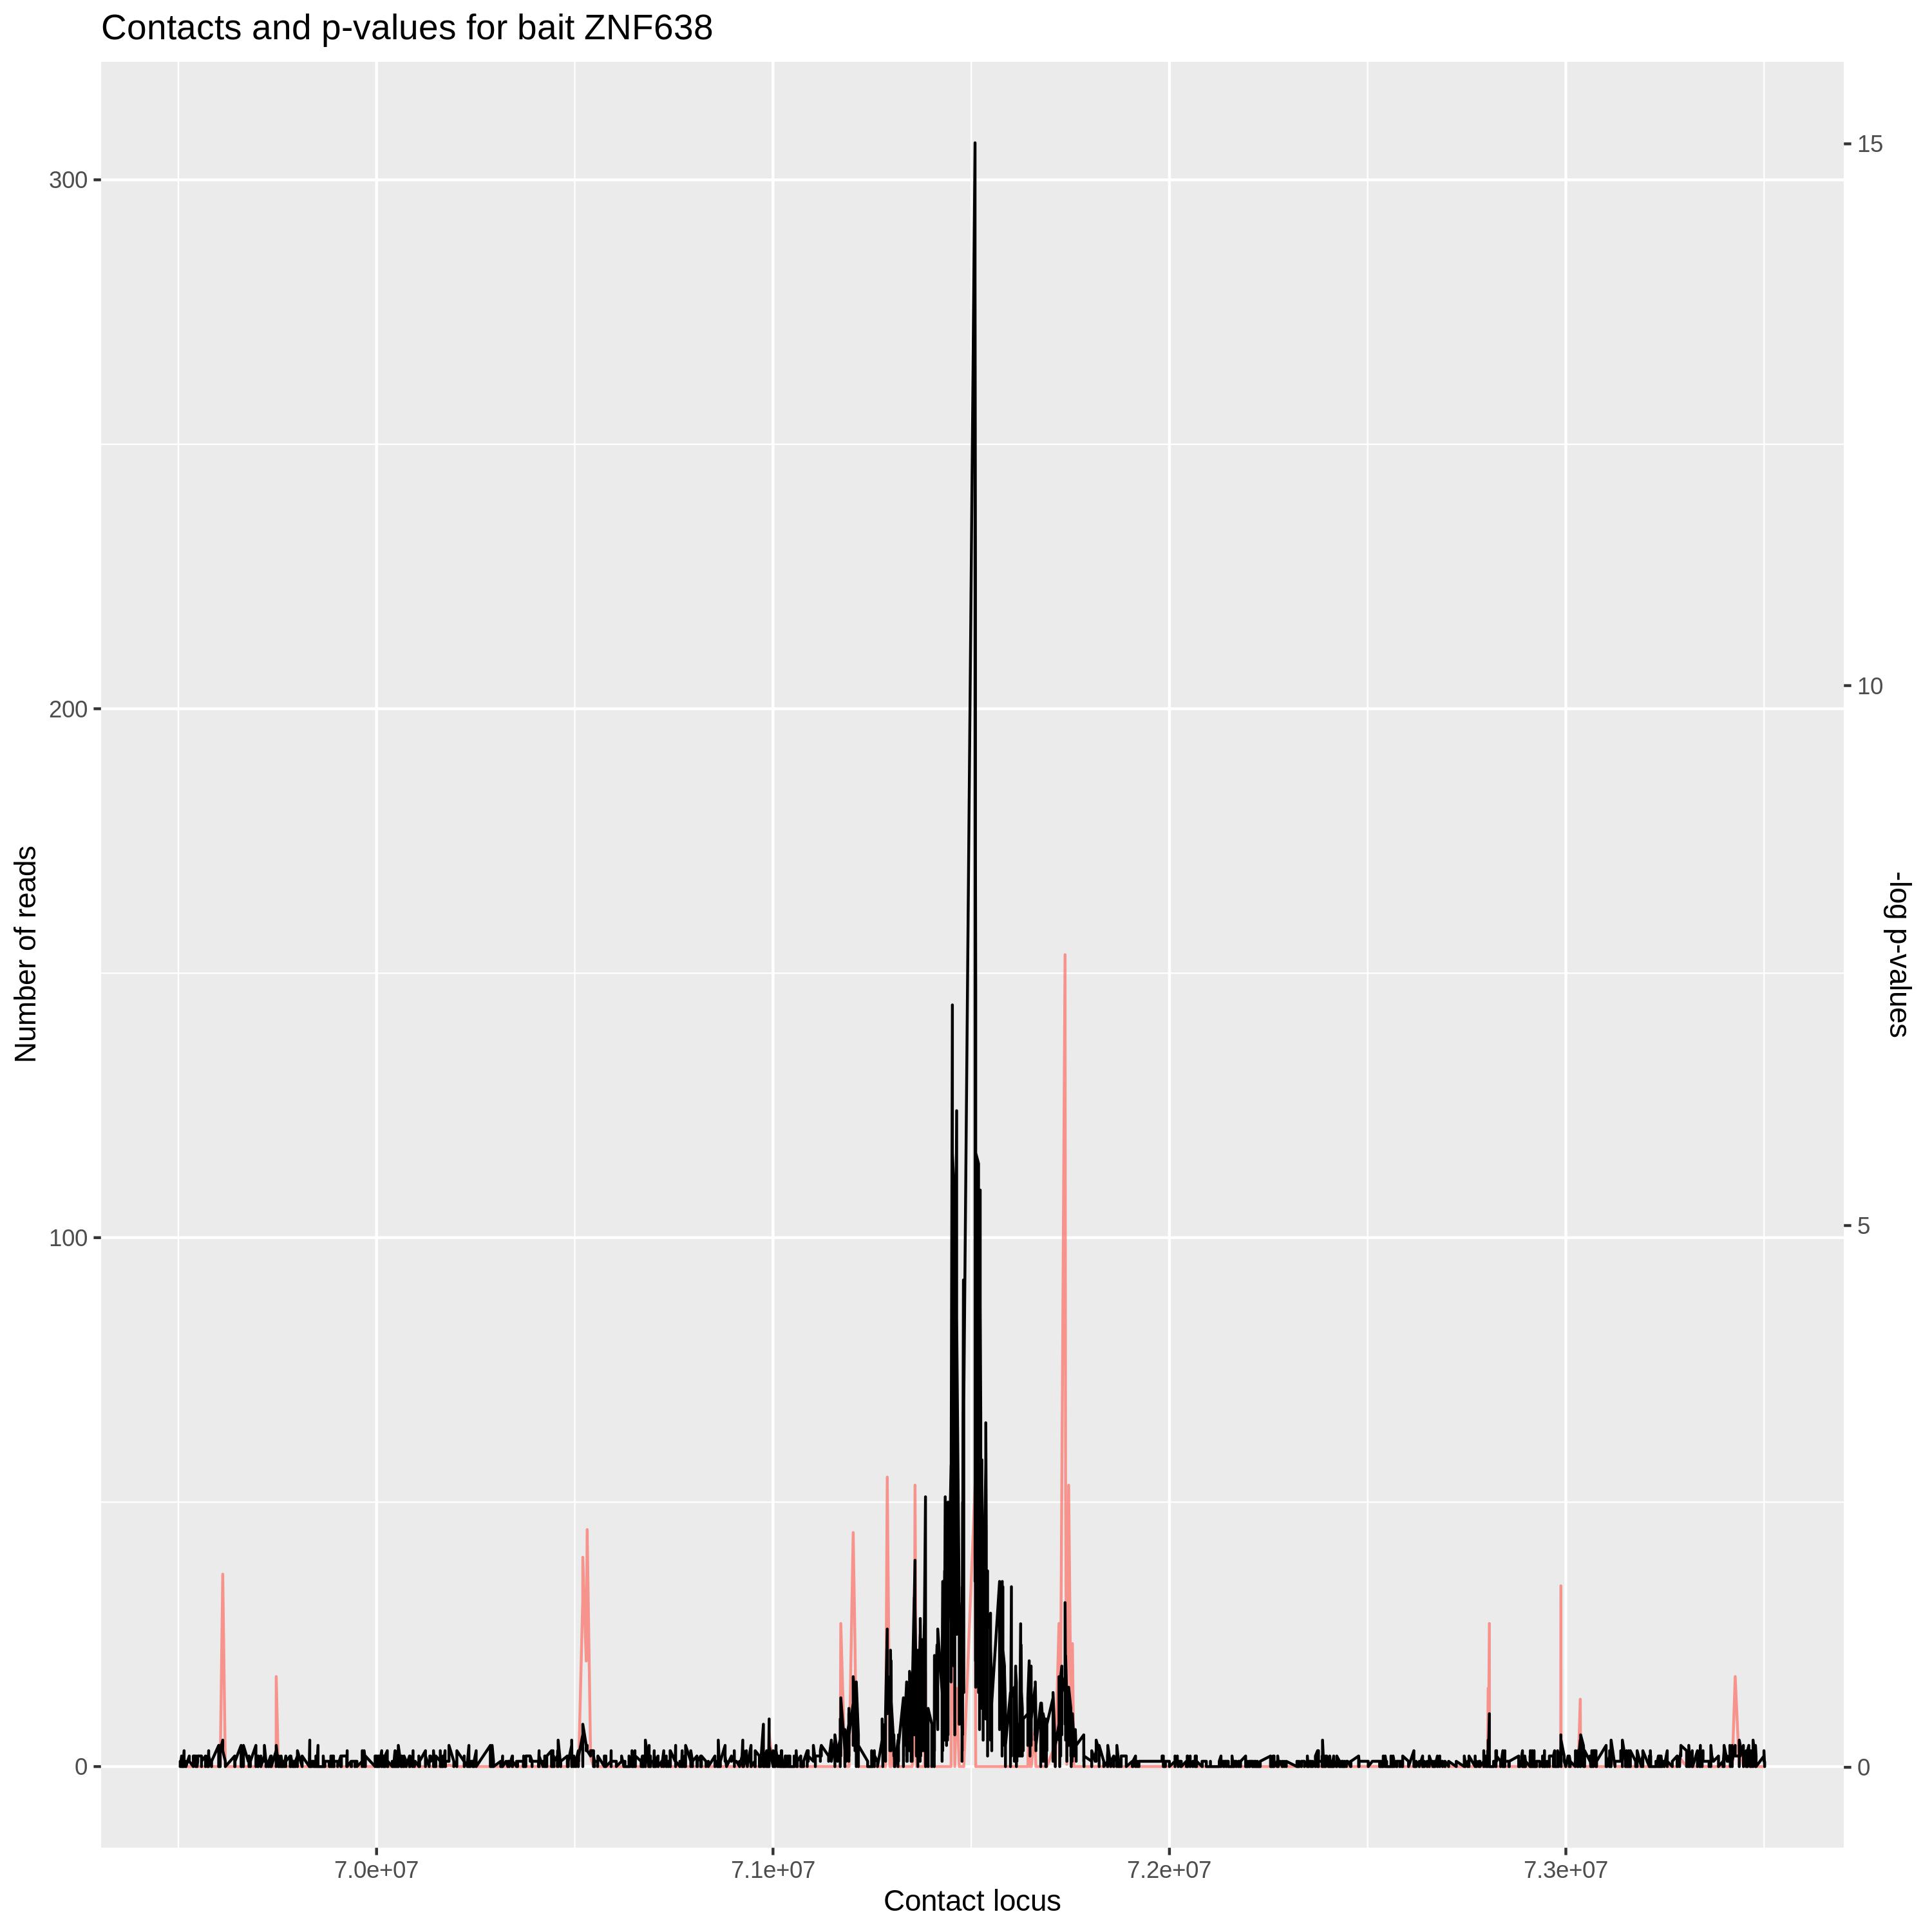 Contacts and p-values for bait ZNF638
300
200
100
0
Number of reads
15
10
5
0
-log p-values
7.0e+07
7.1e+07
7.2e+07
7.3e+07
Contact locus